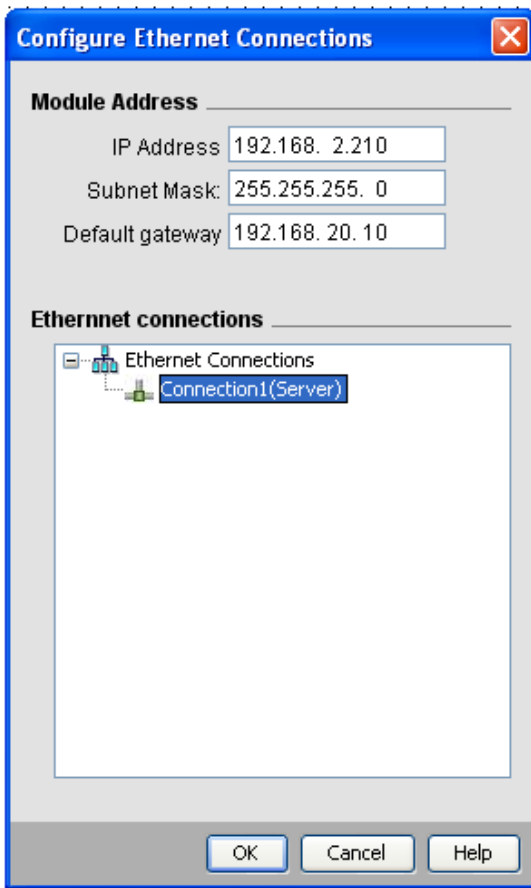 Configure Ethernet Connections
Module Address
IP Address 192.168. 2.210
Subnet Mask: 255.255.255. 0
Default gateway 192.168. 20. 10
Ethernnet connections
Ethernet Connections
Connection1(Server)
OK Cancel Help